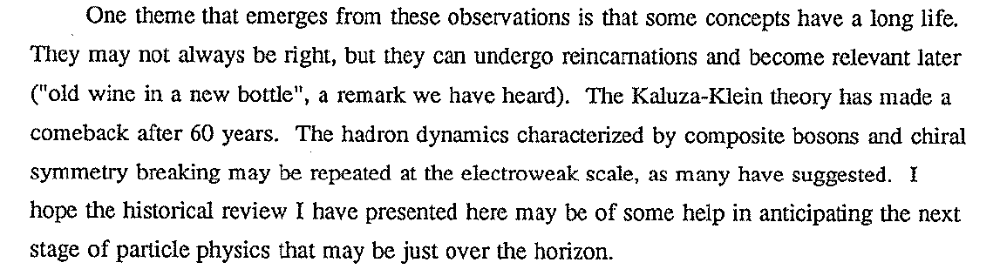 One theme that emerges from these observations is that some concepts have a long life.
They may not always be right, but they can undergo reincarnations and become relevant later
("old wine in a new bottle", a remark we have heard). The Kaluza-Klein theory has made a
comeback after 60 years. The hadron dynamics characterized by composite bosons and chiral
symmetry breaking may be repeated at the electroweak scale, as many have suggested. I
hope the historical review I have presented here may be of some help in anticipating the next
stage of particle physics that may be just over the horizon.